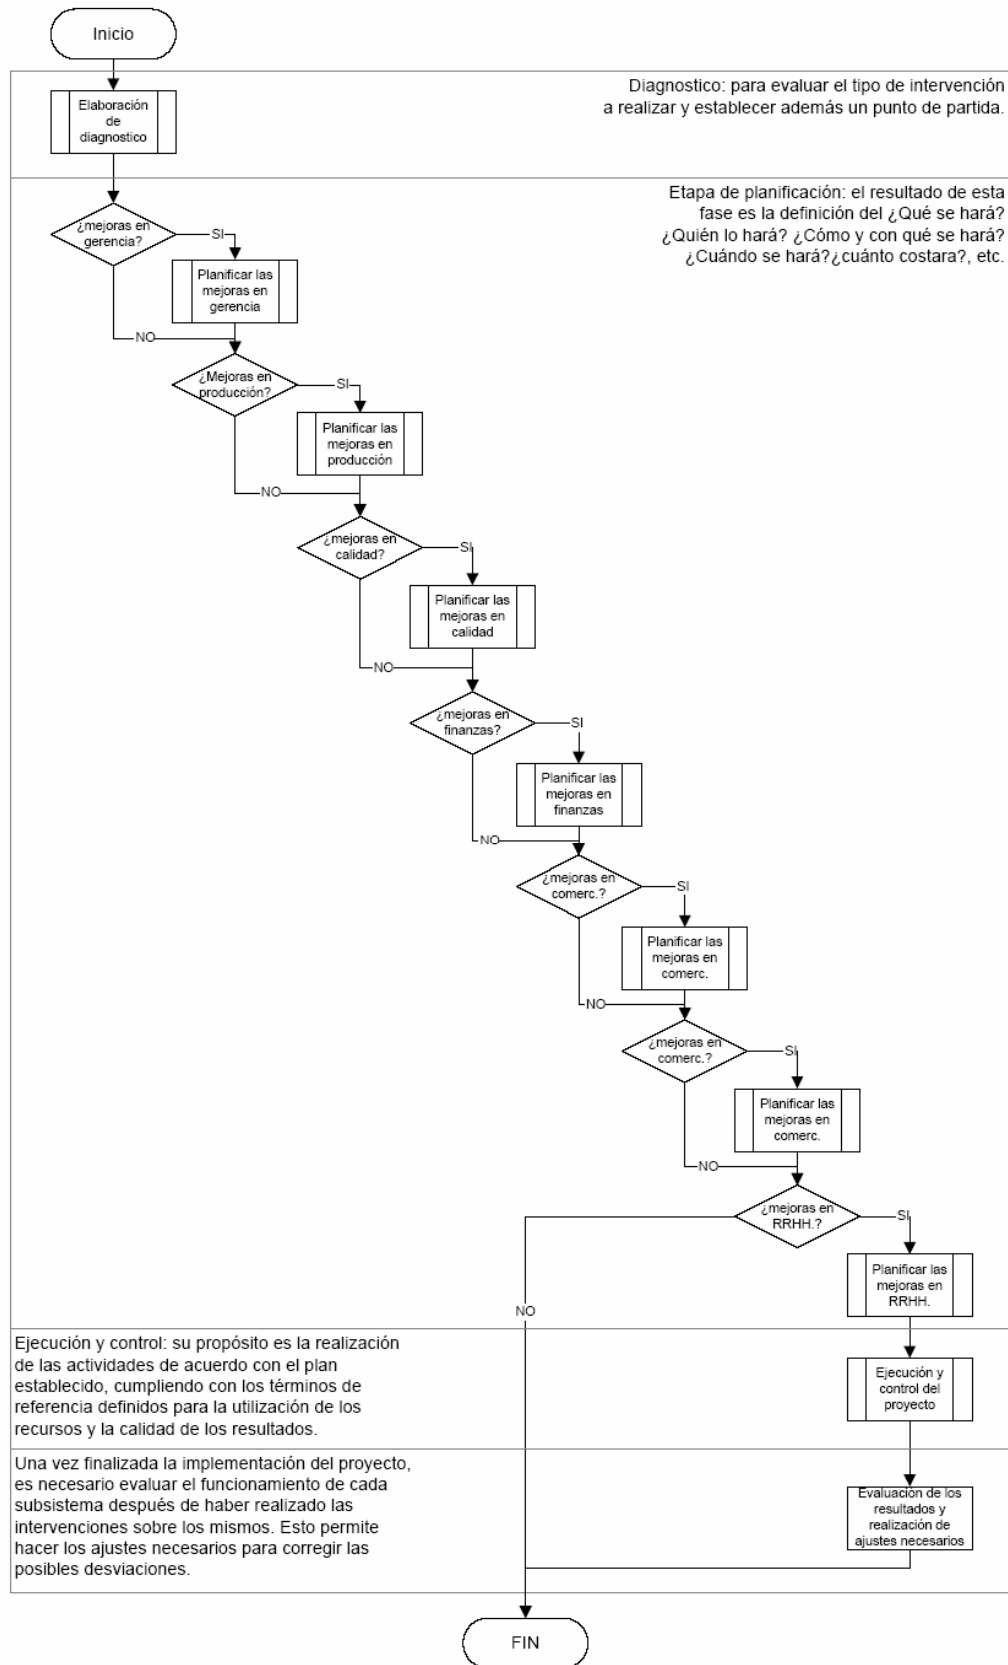 Inicio
Diagnostico: para evaluar el tipo de intervención
a realizar y establecer además un punto de partida.
Elaboración
de
diagnostico
Etapa de planificación: el resultado de esta
fase es la definición del ¿Qué se hará?
¿Quién lo hará? ¿Cómo y con qué se hará?
¿Cuándo se hará?¿cuánto costara?, etc.
¿mejoras en
gerencia?
SI
Planificar las
mejoras en
gerencia
NO
¿Mejoras en
producción?
SI
Planificar las
mejoras en
producción
NO
¿mejoras en
calidad?
SI
Planificar las
mejoras en
calidad
NO
¿mejoras en
finanzas?
SI
Planificar las
mejoras en
finanzas
NO
¿mejoras en
comerc.?
SI
Planificar las
mejoras en
comerc.
NO
¿mejoras en
comerc.?
SI
Planificar las
mejoras en
comerc.
NO
¿mejoras en
RRHH.?
SI
Planificar las
mejoras en
RRHH.
NO
Ejecución y control: su propósito es la realización
de las actividades de acuerdo con el plan
establecido, cumpliendo con los términos de
referencia definidos para la utilización de los
recursos y la calidad de los resultados.
Ejecución y
control del
proyecto
Una vez finalizada la implementación del proyecto,
es necesario evaluar el funcionamiento de cada
subsistema después de haber realizado las
intervenciones sobre los mismos. Esto permite
hacer los ajustes necesarios para corregir las
posibles desviaciones.
Evaluación de los
resultados y
realización de
ajustes necesarios
FIN